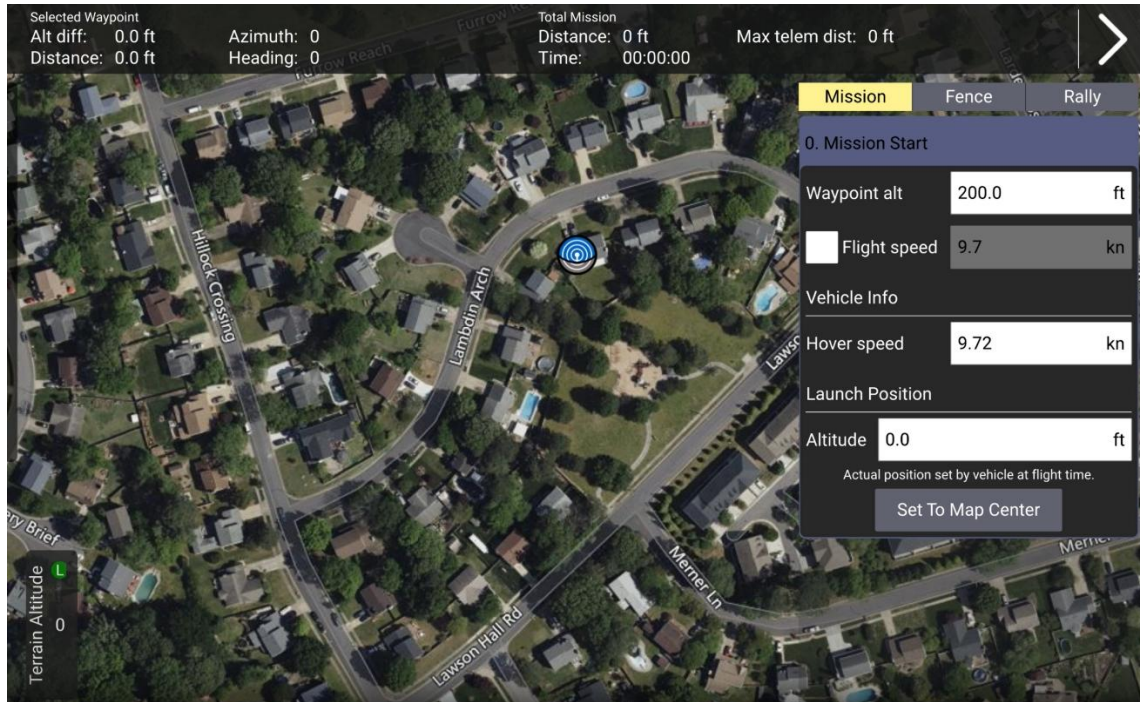 Selected Waypoint
Alt diff: 0.0 ft
Azimuth: 0
Distance: 0.0 ft
Heading: 0
Total Mission
Distance: 0 ft
Time: 00:00:00
Max telem dist: 0 ft
Mission
Fence
Rally
0. Mission Start
Waypoint alt 200.0 ft
Flight speed 9.7 kn
Vehicle Info
Hover speed 9.72 kn
Launch Position
Altitude 0.0 ft
Actual position set by vehicle at flight time.
Set To Map Center
Furrow
Reach
Hillock Crossing
Lambdin Arch
Lawson Hall Rd
Merner Ln
Brief
Terrain Altitude
L
0